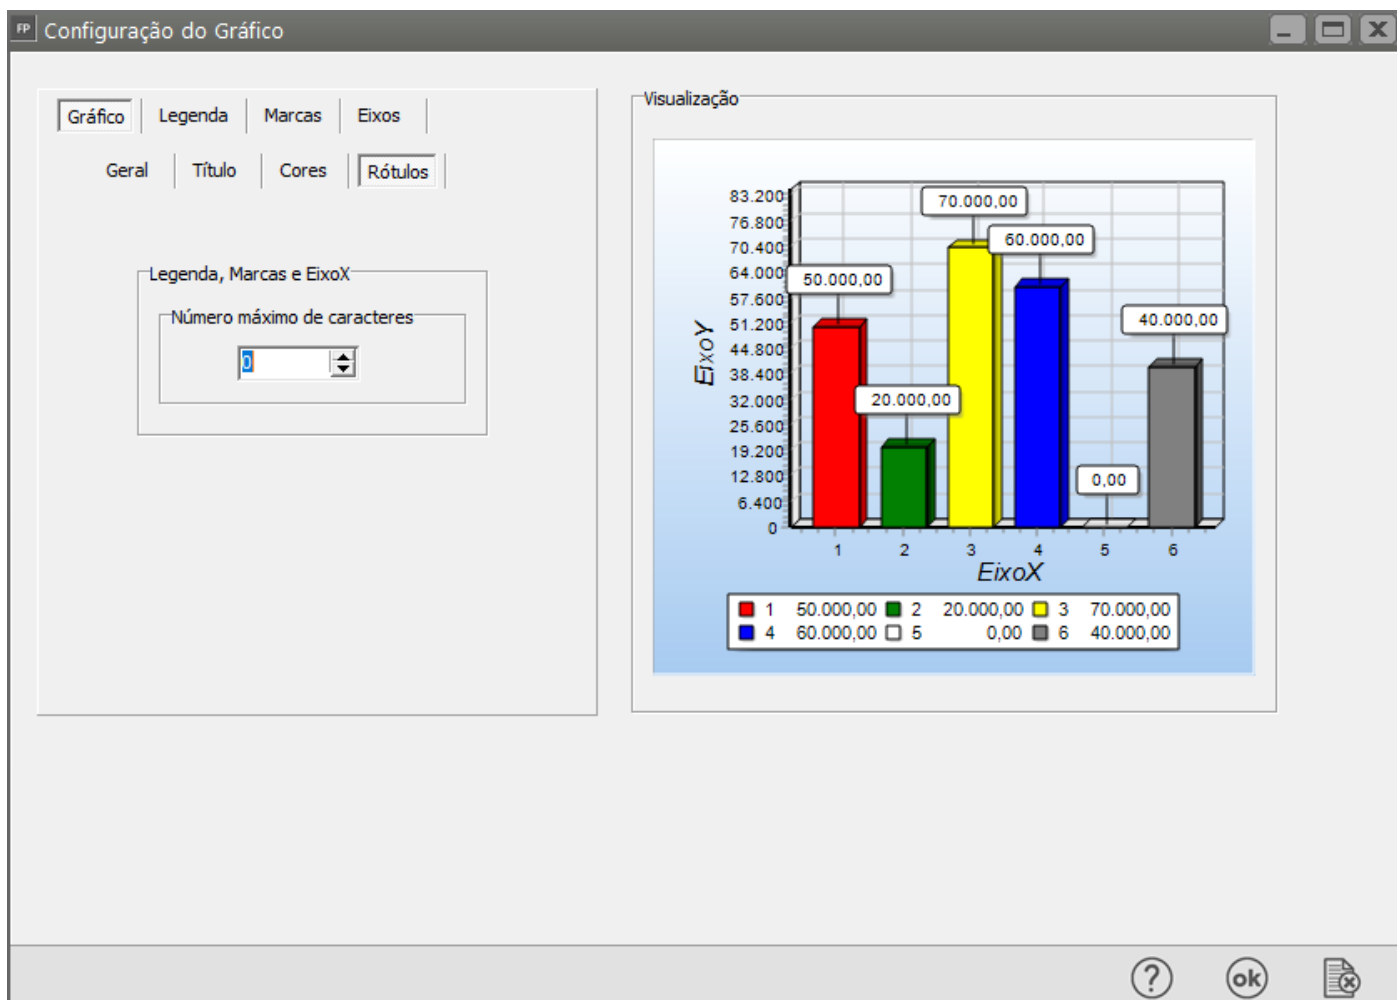 FP Configuração do Gráfico
Gráfico Legenda Marcas Eixos
Geral Título Cores Rótulos
Legenda, Marcas e EixoX
Número máximo de caracteres
0
Visualização
83.200
76.800
70.400
64.000
57.600
51.200
44.800
38.400
32.000
25.600
19.200
12.800
6.400
0
EixoY
70.000,00
60.000,00
50.000,00
40.000,00
20.000,00
0,00
1 2 3 4 5 6
EixoX
1 50.000,00 2 20.000,00 3 70.000,00
4 60.000,00 5 0,00 6 40.000,00
? ok